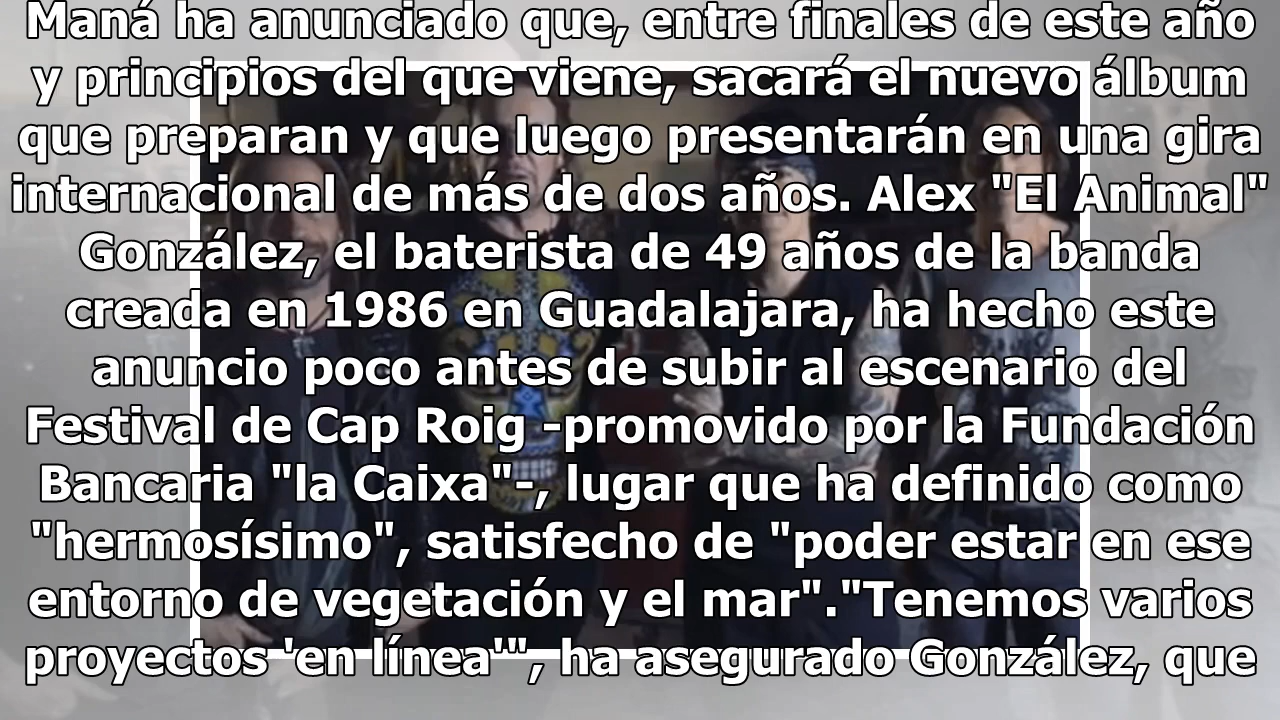 Maná ha anunciado que, entre finales de este año
y principios del que viene, sacará el nuevo álbum
que preparan y que luego presentarán en una gira
internacional de más de dos años. Alex "El Animal"
González, el baterista de 49 años de la banda
creada en 1986 en Guadalajara, ha hecho este
anuncio poco antes de subir al escenario del
Festival de Cap Roig -promovido por la Fundación
Bancaria "la Caixa"-, lugar que ha definido como
"hermosísimo", satisfecho de "poder estar en ese
entorno de vegetación y el mar"."Tenemos varios
proyectos 'en línea'", ha asegurado González, que